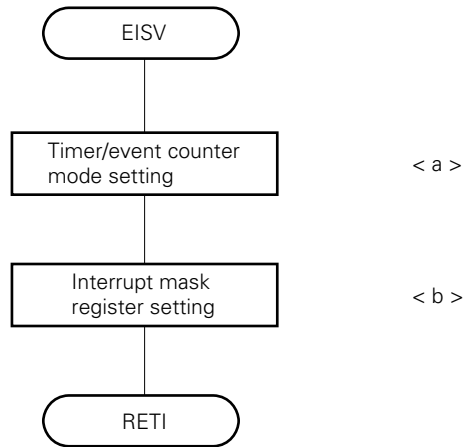 EISV
Timer/event counter
mode setting
< a >
Interrupt mask
register setting
< b >
RETI